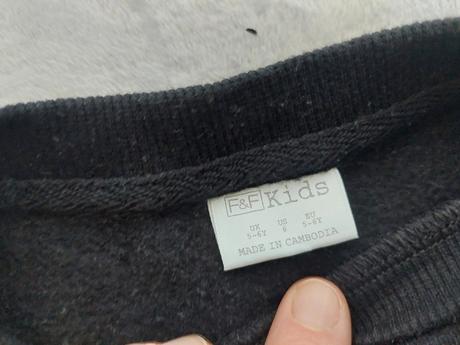 F&F Kids
UK US EU
5-6Y 6 5-6Y
MADE IN CAMBODIA